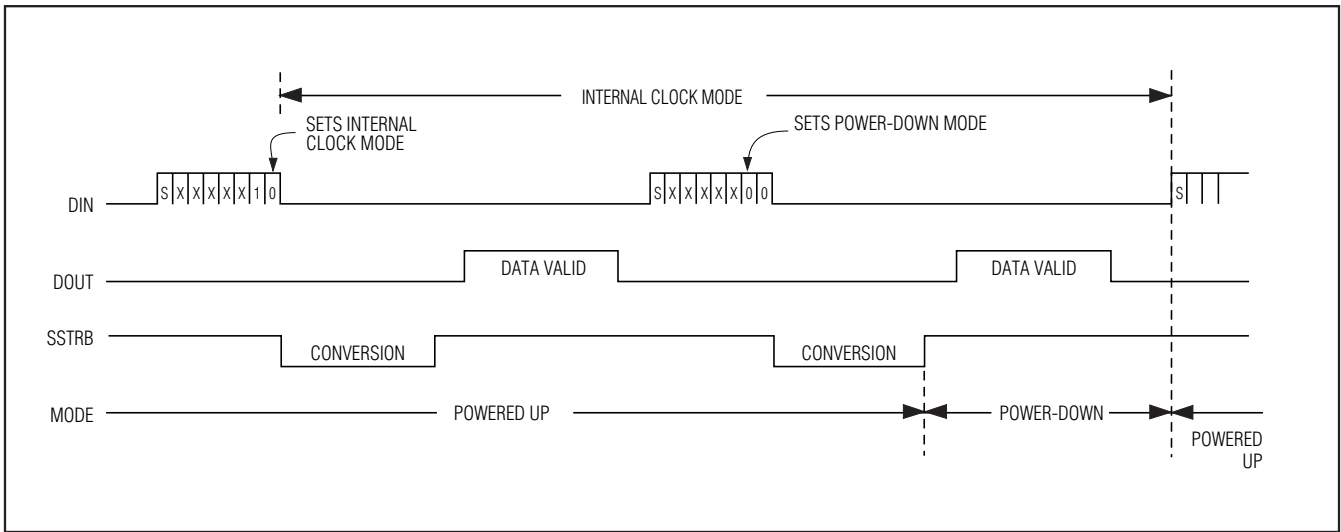 INTERNAL CLOCK MODE
SETS INTERNAL
CLOCK MODE
SETS POWER-DOWN MODE
DIN
S X X X X X 1 0
S X X X X X 0 0
S
DOUT
DATA VALID
DATA VALID
SSTRB
CONVERSION
CONVERSION
MODE
POWERED UP
POWER-DOWN
POWERED
UP